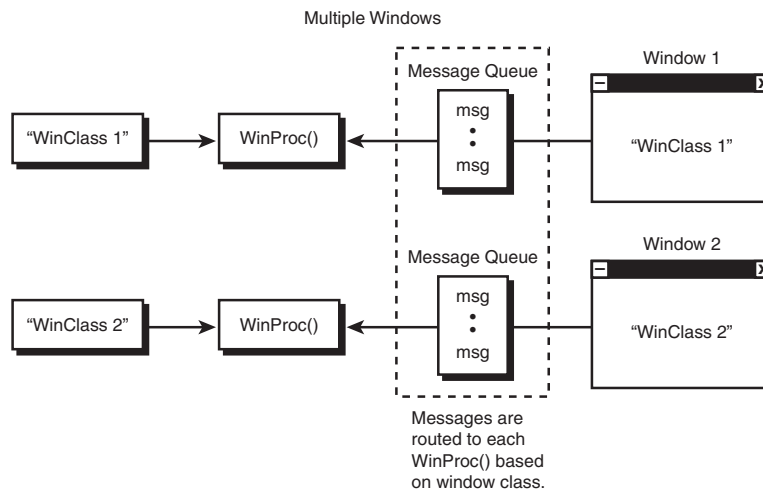 Multiple Windows
Message Queue
Window 1
“WinClass 1”
WinProc()
msg
msg
“WinClass 1”
Message Queue
Window 2
“WinClass 2”
WinProc()
msg
msg
“WinClass 2”
Messages are
routed to each
WinProc() based
on window class.